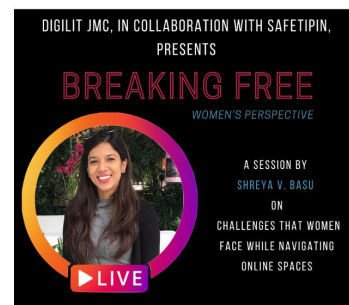 DIGILIT JMC, IN COLLABORATION WITH SAFETIPIN,
PRESENTS
BREAKING FREE
WOMEN'S PERSPECTIVE
A SESSION BY
SHREYA V. BASU
ON
CHALLENGES THAT WOMEN
FACE WHILE NAVIGATING
ONLINE SPACES
LIVE